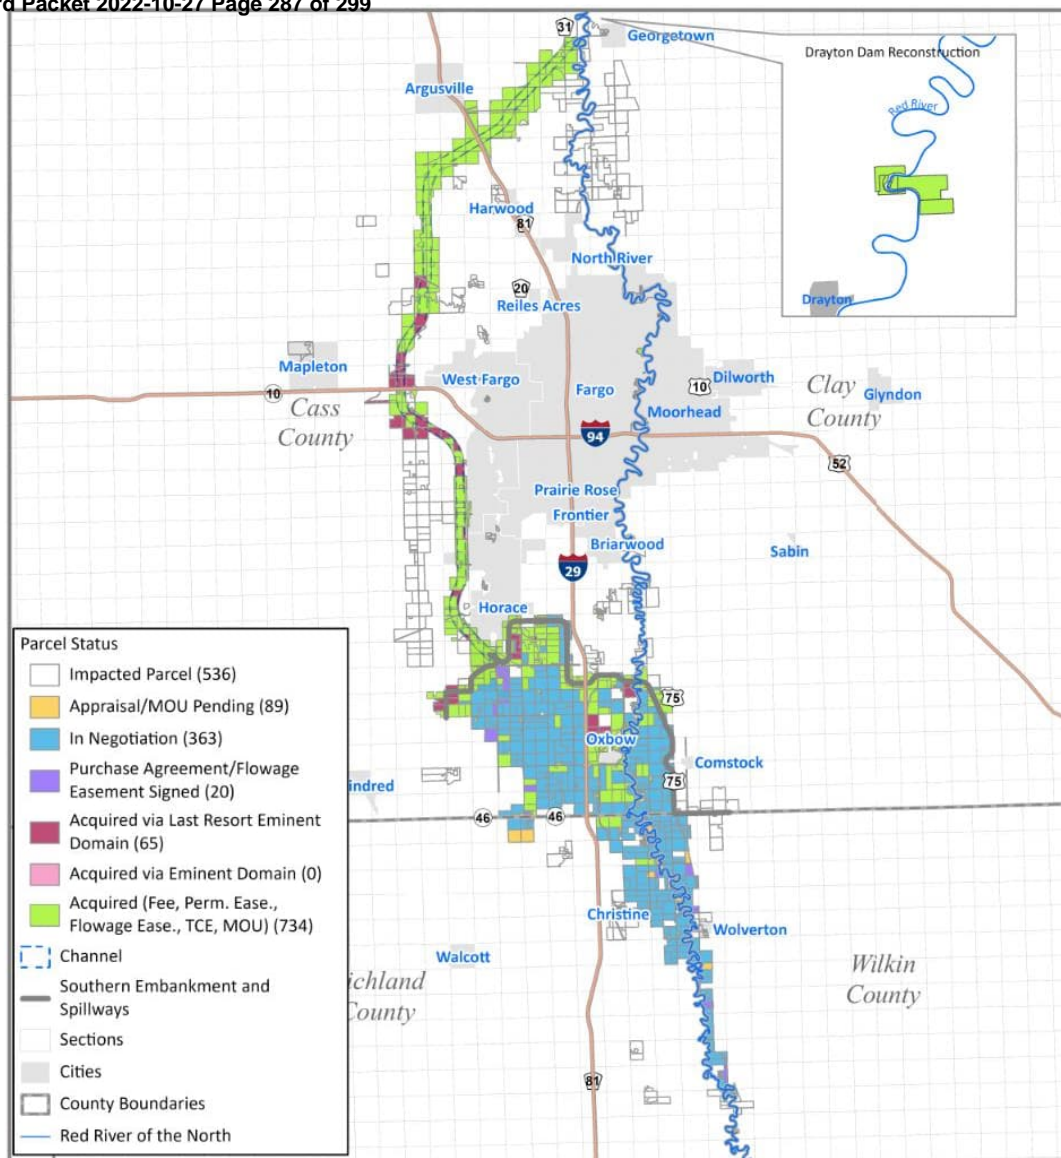 rd Packet 2022-10-27 Page 287 of 299
31
Georgetown
Drayton Dam Reconstruction
Red River
Drayton
Argusville
Harwood
81
North River
20
Reiles Acres
Mapleton
West Fargo
Fargo
10
Dilworth
Clay
County
Glyndon
10
Cass
County
Moorhead
94
52
Prairie Rose
Frontier
Briarwood
Sabin
29
Horace
75
Oxbow
Comstock
75
indred
46
46
Christine
Wolverton
Walcott
ichland
County
Wilkin
County
81
Parcel Status
Impacted Parcel (536)
Appraisal/MOU Pending (89)
In Negotiation (363)
Purchase Agreement/Flowage
Easement Signed (20)
Acquired via Last Resort Eminent
Domain (65)
Acquired via Eminent Domain (0)
Acquired (Fee, Perm. Ease.,
Flowage Ease., TCE, MOU) (734)
Channel
Southern Embankment and
Spillways
Sections
Cities
County Boundaries
Red River of the North